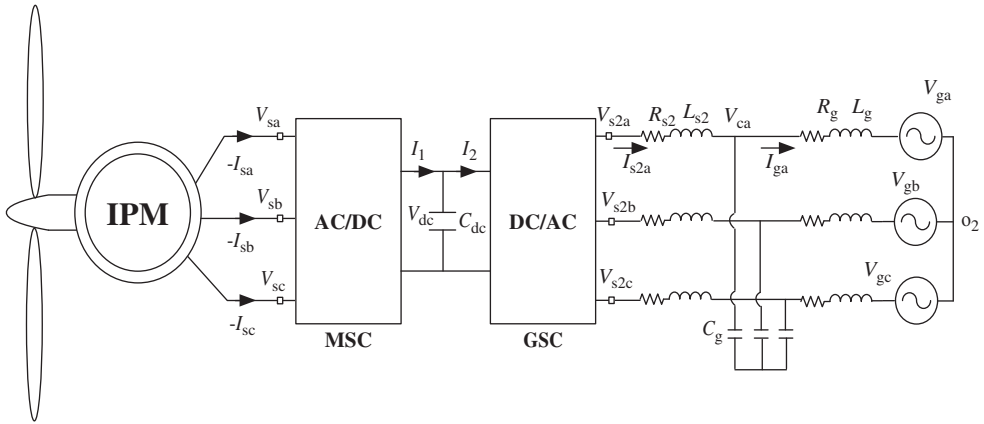 V_ga
V_sa
V_s2a
R_s2
L_s2
V_ca
R_g
L_g
-I_sa
I_1
I_2
I_s2a
I_ga
V_gb
V_sb
V_s2b
IPM
AC/DC
V_dc
C_dc
DC/AC
o_2
-I_sb
V_sc
V_s2c
V_gc
-I_sc
C_g
MSC
GSC